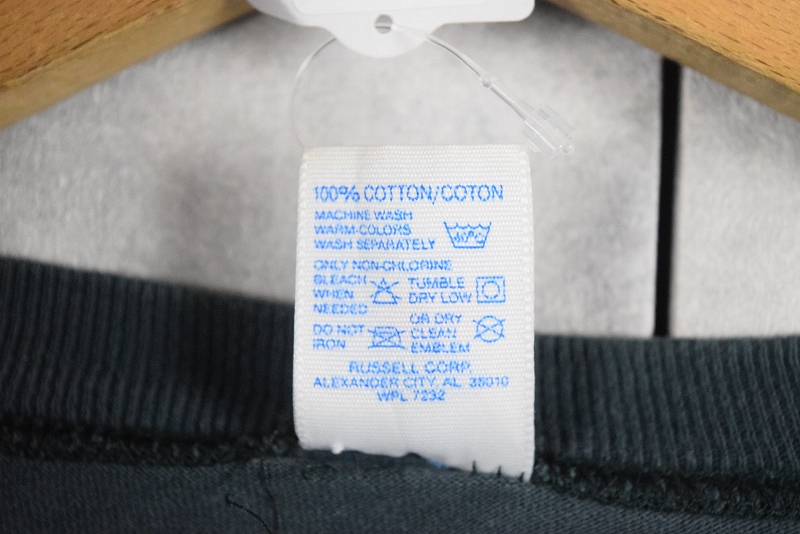 100% COTTON/COTON
MACHINE WASH
WARM-COLORS
WASH SEPARATELY
40°C
ONLY NON-CHLORINE
BLEACH
WHEN
NEEDED
TUMBLE
DRY LOW
DO NOT
IRON
OR DRY
CLEAN
EMBLEM
RUSSELL CORP.
ALEXANDER CITY, AL 35010
WPL 7232